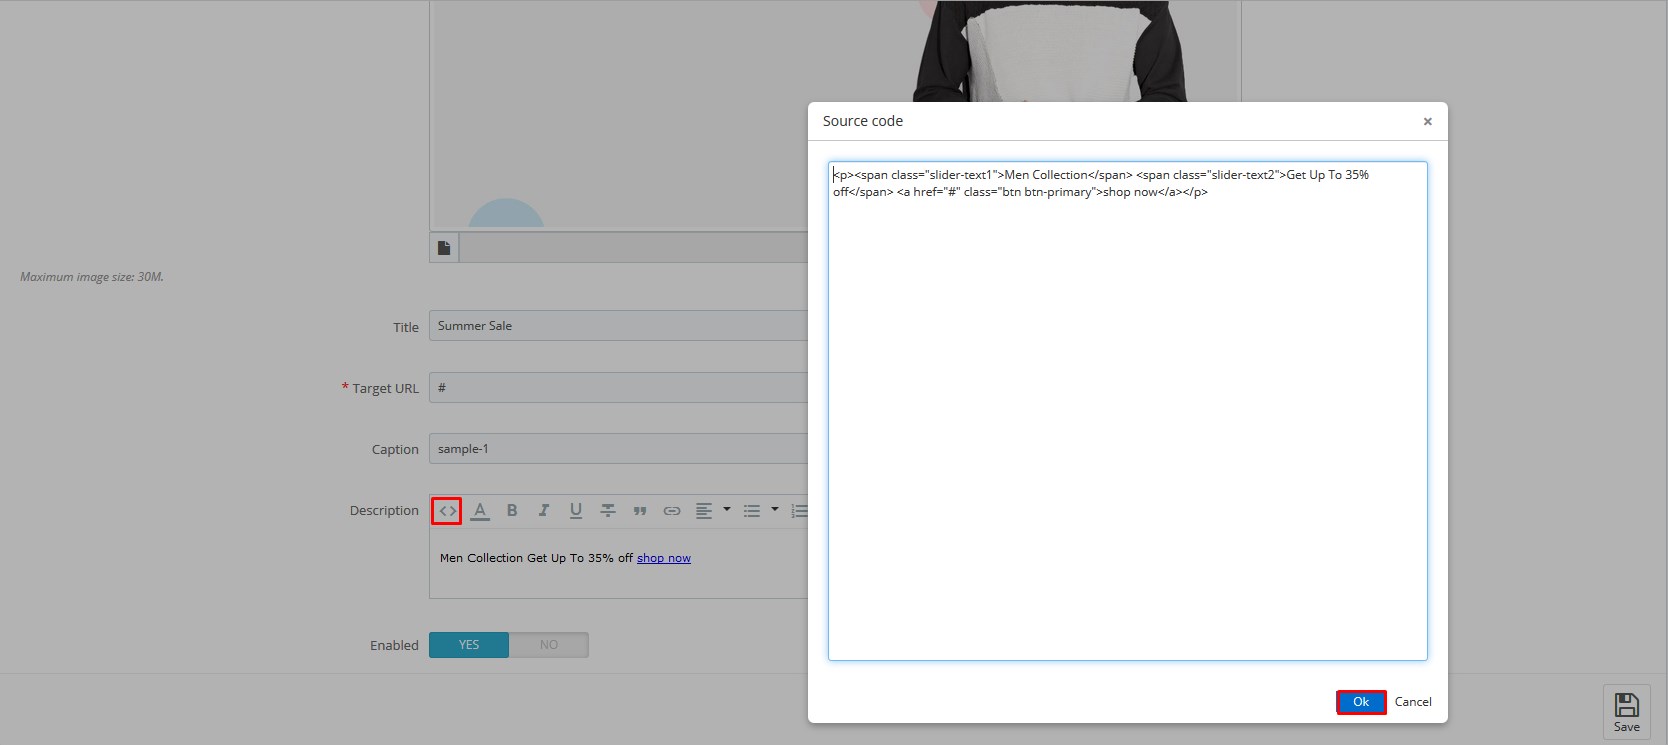 Source code
×
<p><span class="slider-text1">Men Collection</span> <span class="slider-text2">Get Up To 35%
off</span> <a href="#" class="btn btn-primary">shop now</a></p>
Maximum image size: 30M.
Title
Summer Sale
* Target URL
#
Caption
sample-1
Description
<> A B I U
Men Collection Get Up To 35% off shop now
Enabled
YES
NO
Ok
Cancel
Save